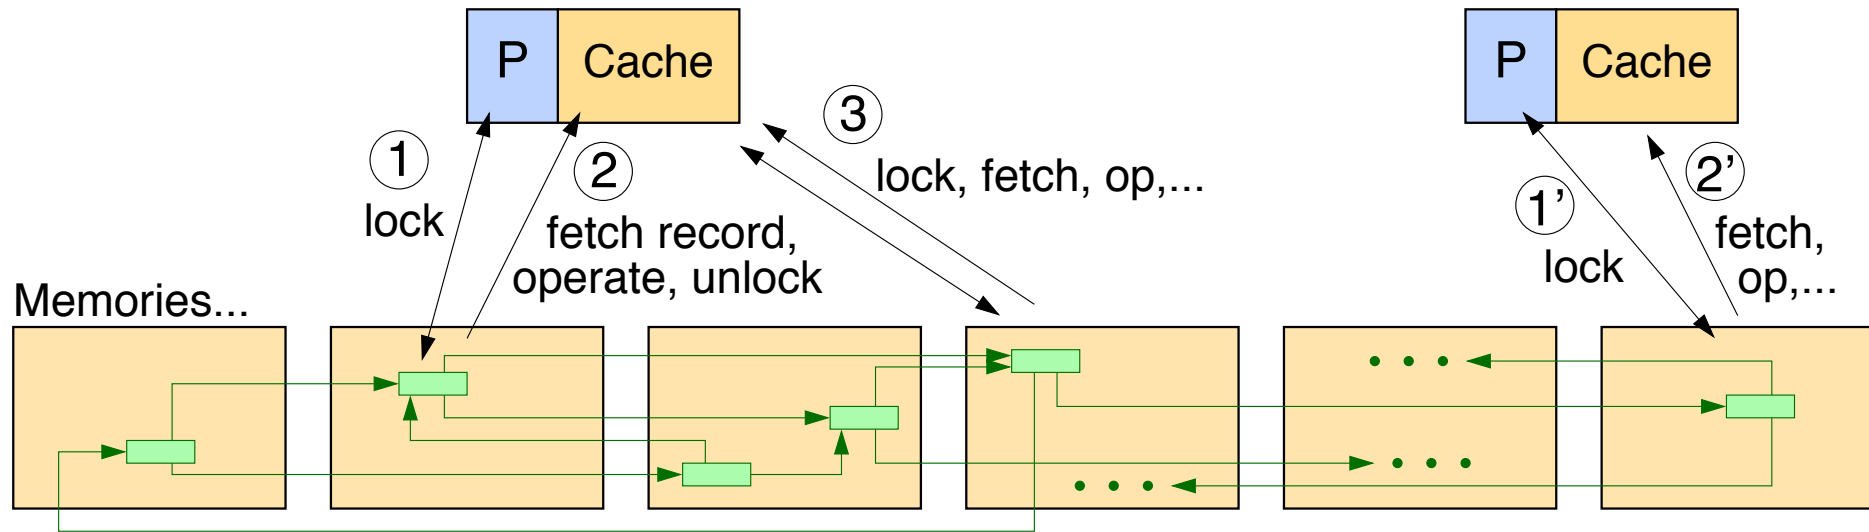 P Cache
P Cache
1
lock
2
fetch record,
operate, unlock
3
lock, fetch, op,...
1’
lock
2’
fetch,
op,...
Memories...